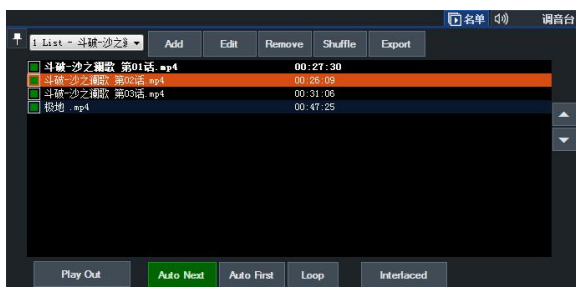 名单 调音台
1 List - 斗破-沙之 Add Edit Remove Shuffle Export
斗破-沙之澜歌 第01话.mp4 00:27:30
斗破-沙之澜歌 第02话.mp4 00:26:09
斗破-沙之澜歌 第03话.mp4 00:31:06
极地 .mp4 00:47:25
Play Out Auto Next Auto First Loop Interlaced